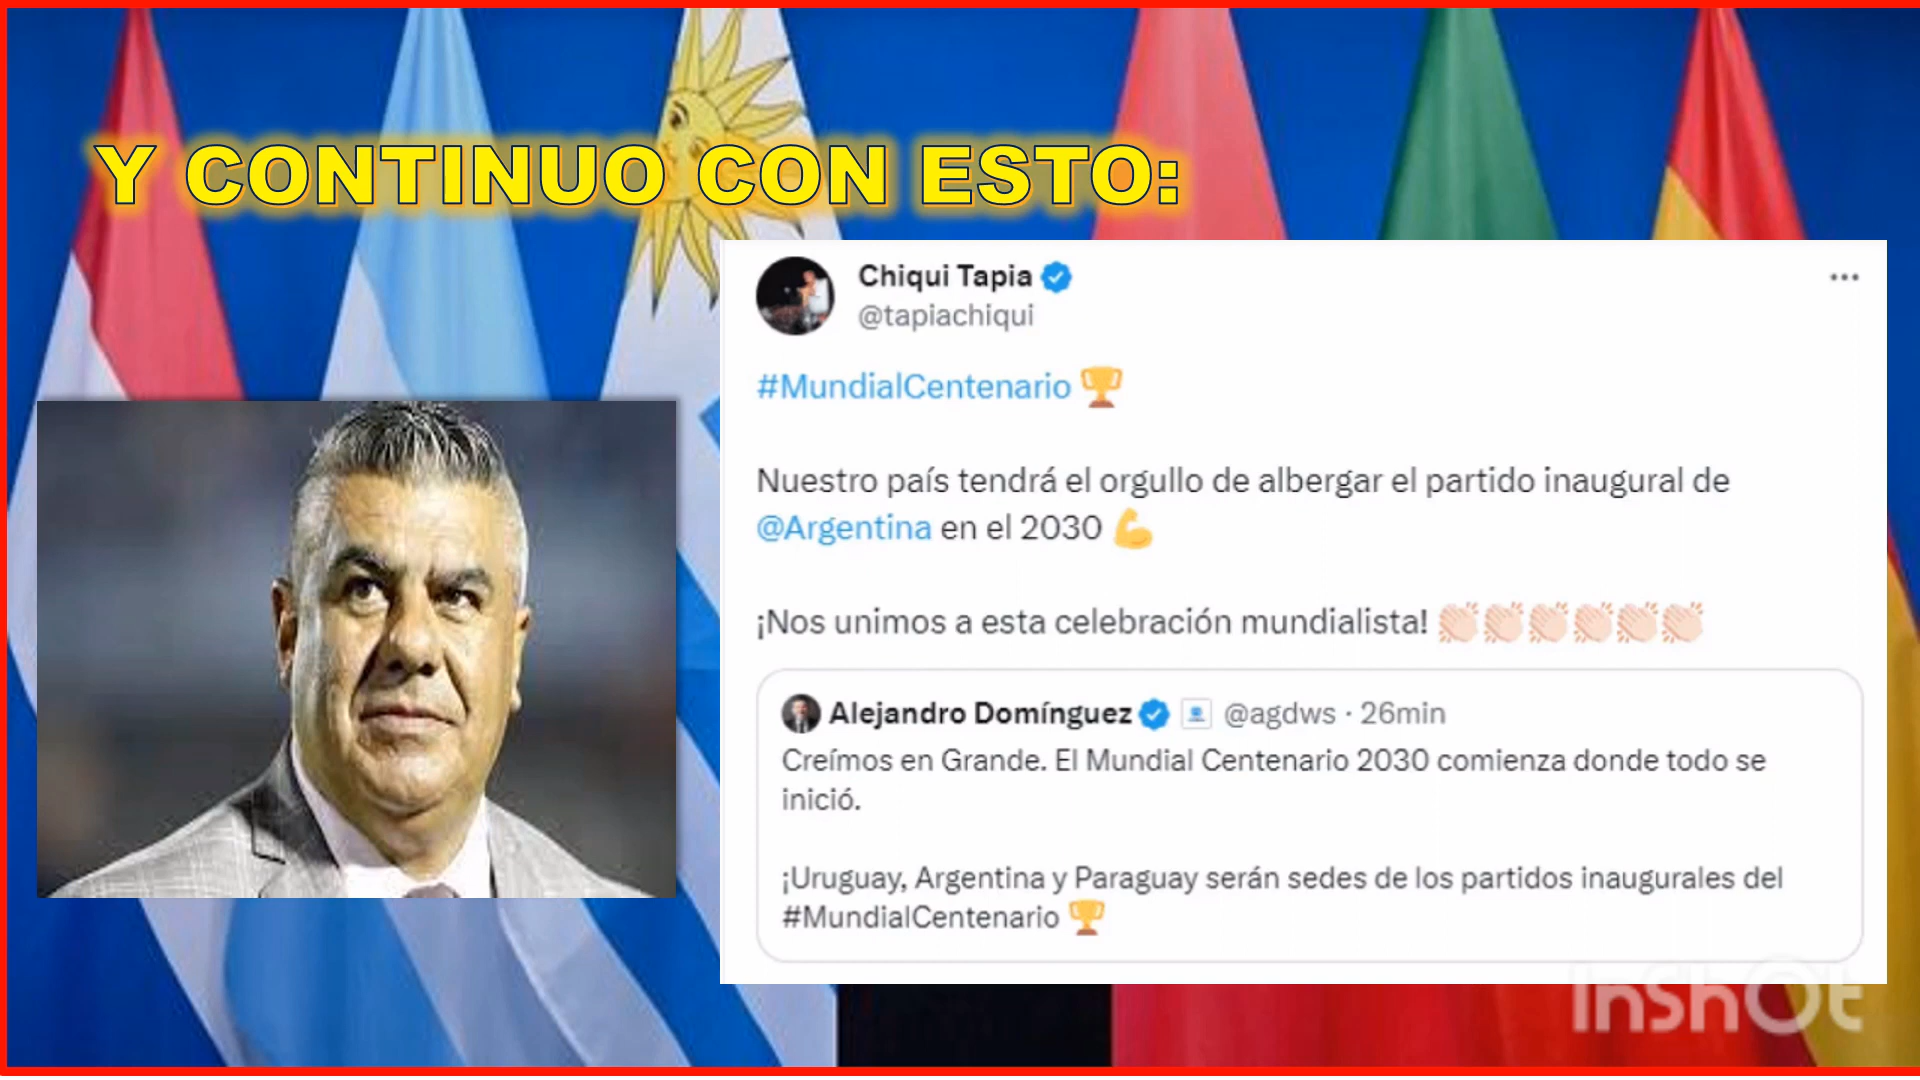 Y CONTINUO CON ESTO:
Chiqui Tapia
@tapiachiqui
#MundialCentenario 🏆
Nuestro país tendrá el orgullo de albergar el partido inaugural de
@Argentina en el 2030 💪
¡Nos unimos a esta celebración mundialista! 👏🏻👏🏻👏🏻👏🏻👏🏻👏🏻
Alejandro Domínguez @agdws · 26min
Creímos en Grande. El Mundial Centenario 2030 comienza donde todo se
inició.
¡Uruguay, Argentina y Paraguay serán sedes de los partidos inaugurales del
#MundialCentenario 🏆
InShOt